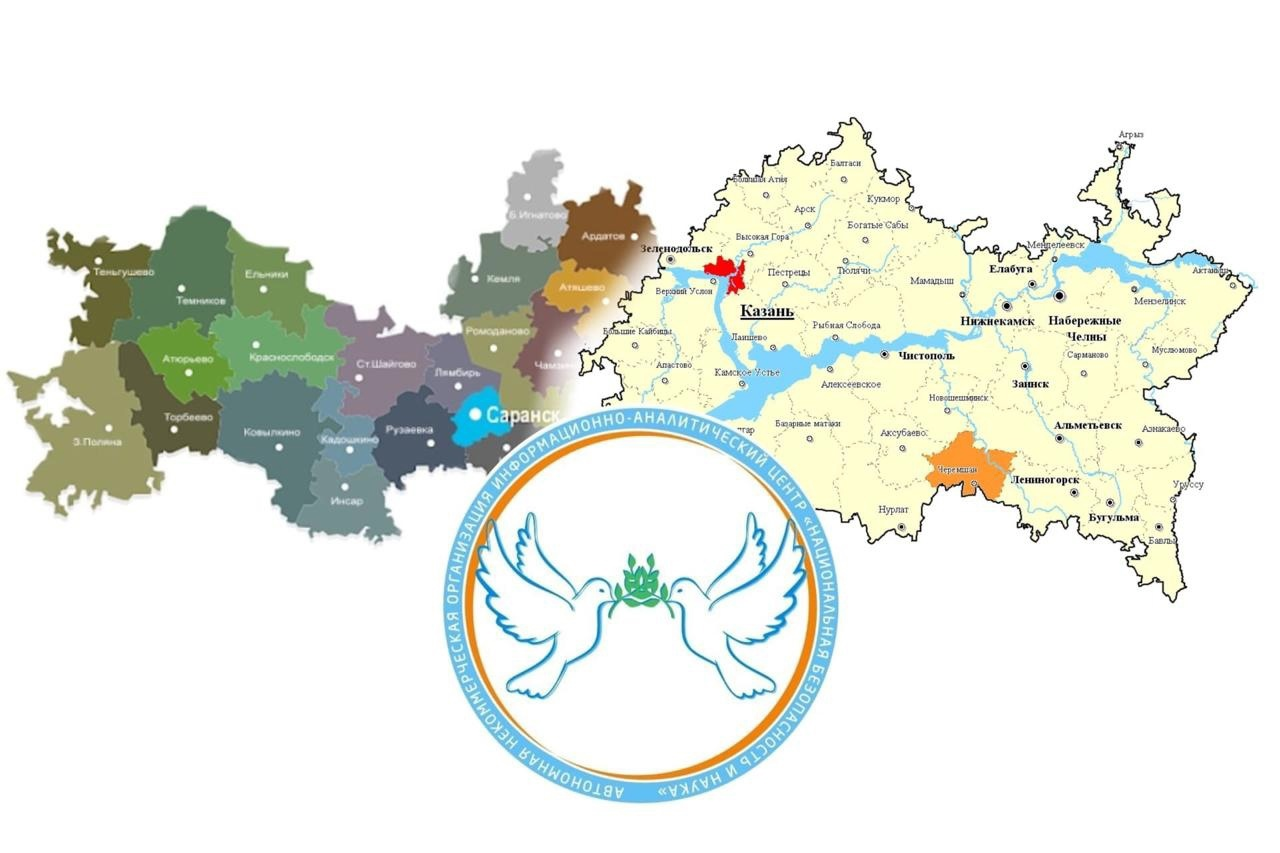 Б.Игнатово
Ардатов
Теньгушево
Ельники
Темников
Кемля
Атяшево
Ромоданово
Атюрьево
Краснослободск
Ст.Шайгово
Лямбирь
Торбеево
Саранск
З.Поляна
Ковылкино
Кадошкино
Рузаевка
Инсар
Агрыз
Балтаси
Большая Атня
Кукмор
Арск
Богатые Сабы
Высокая Гора
Зеленодольск
Менделеевск
Елабуга
Пестрецы
Тюлячи
Мамадыш
Верхний Услон
Мензелинск
Казань
Нижнекамск
Набережные
Челны
Большие Кайбицы
Лаишево
Рыбная Слобода
Чистополь
Сарманово
Муслюмово
Апастово
Камское Устье
Алексеевское
Заинск
Новошешминск
Базарные матаки
Аксубаево
Альметьевск
Азнакаево
Черемшан
Лениногорск
Уруссу
Нурлат
Бугульма
Бавлы
АВТОНОМНАЯ НЕКОММЕРЧЕСКАЯ ОРГАНИЗАЦИЯ ИНФОРМАЦИОННО-АНАЛИТИЧЕСКИЙ ЦЕНТР «НАЦИОНАЛЬНАЯ БЕЗОПАСНОСТЬ И НАУКА»